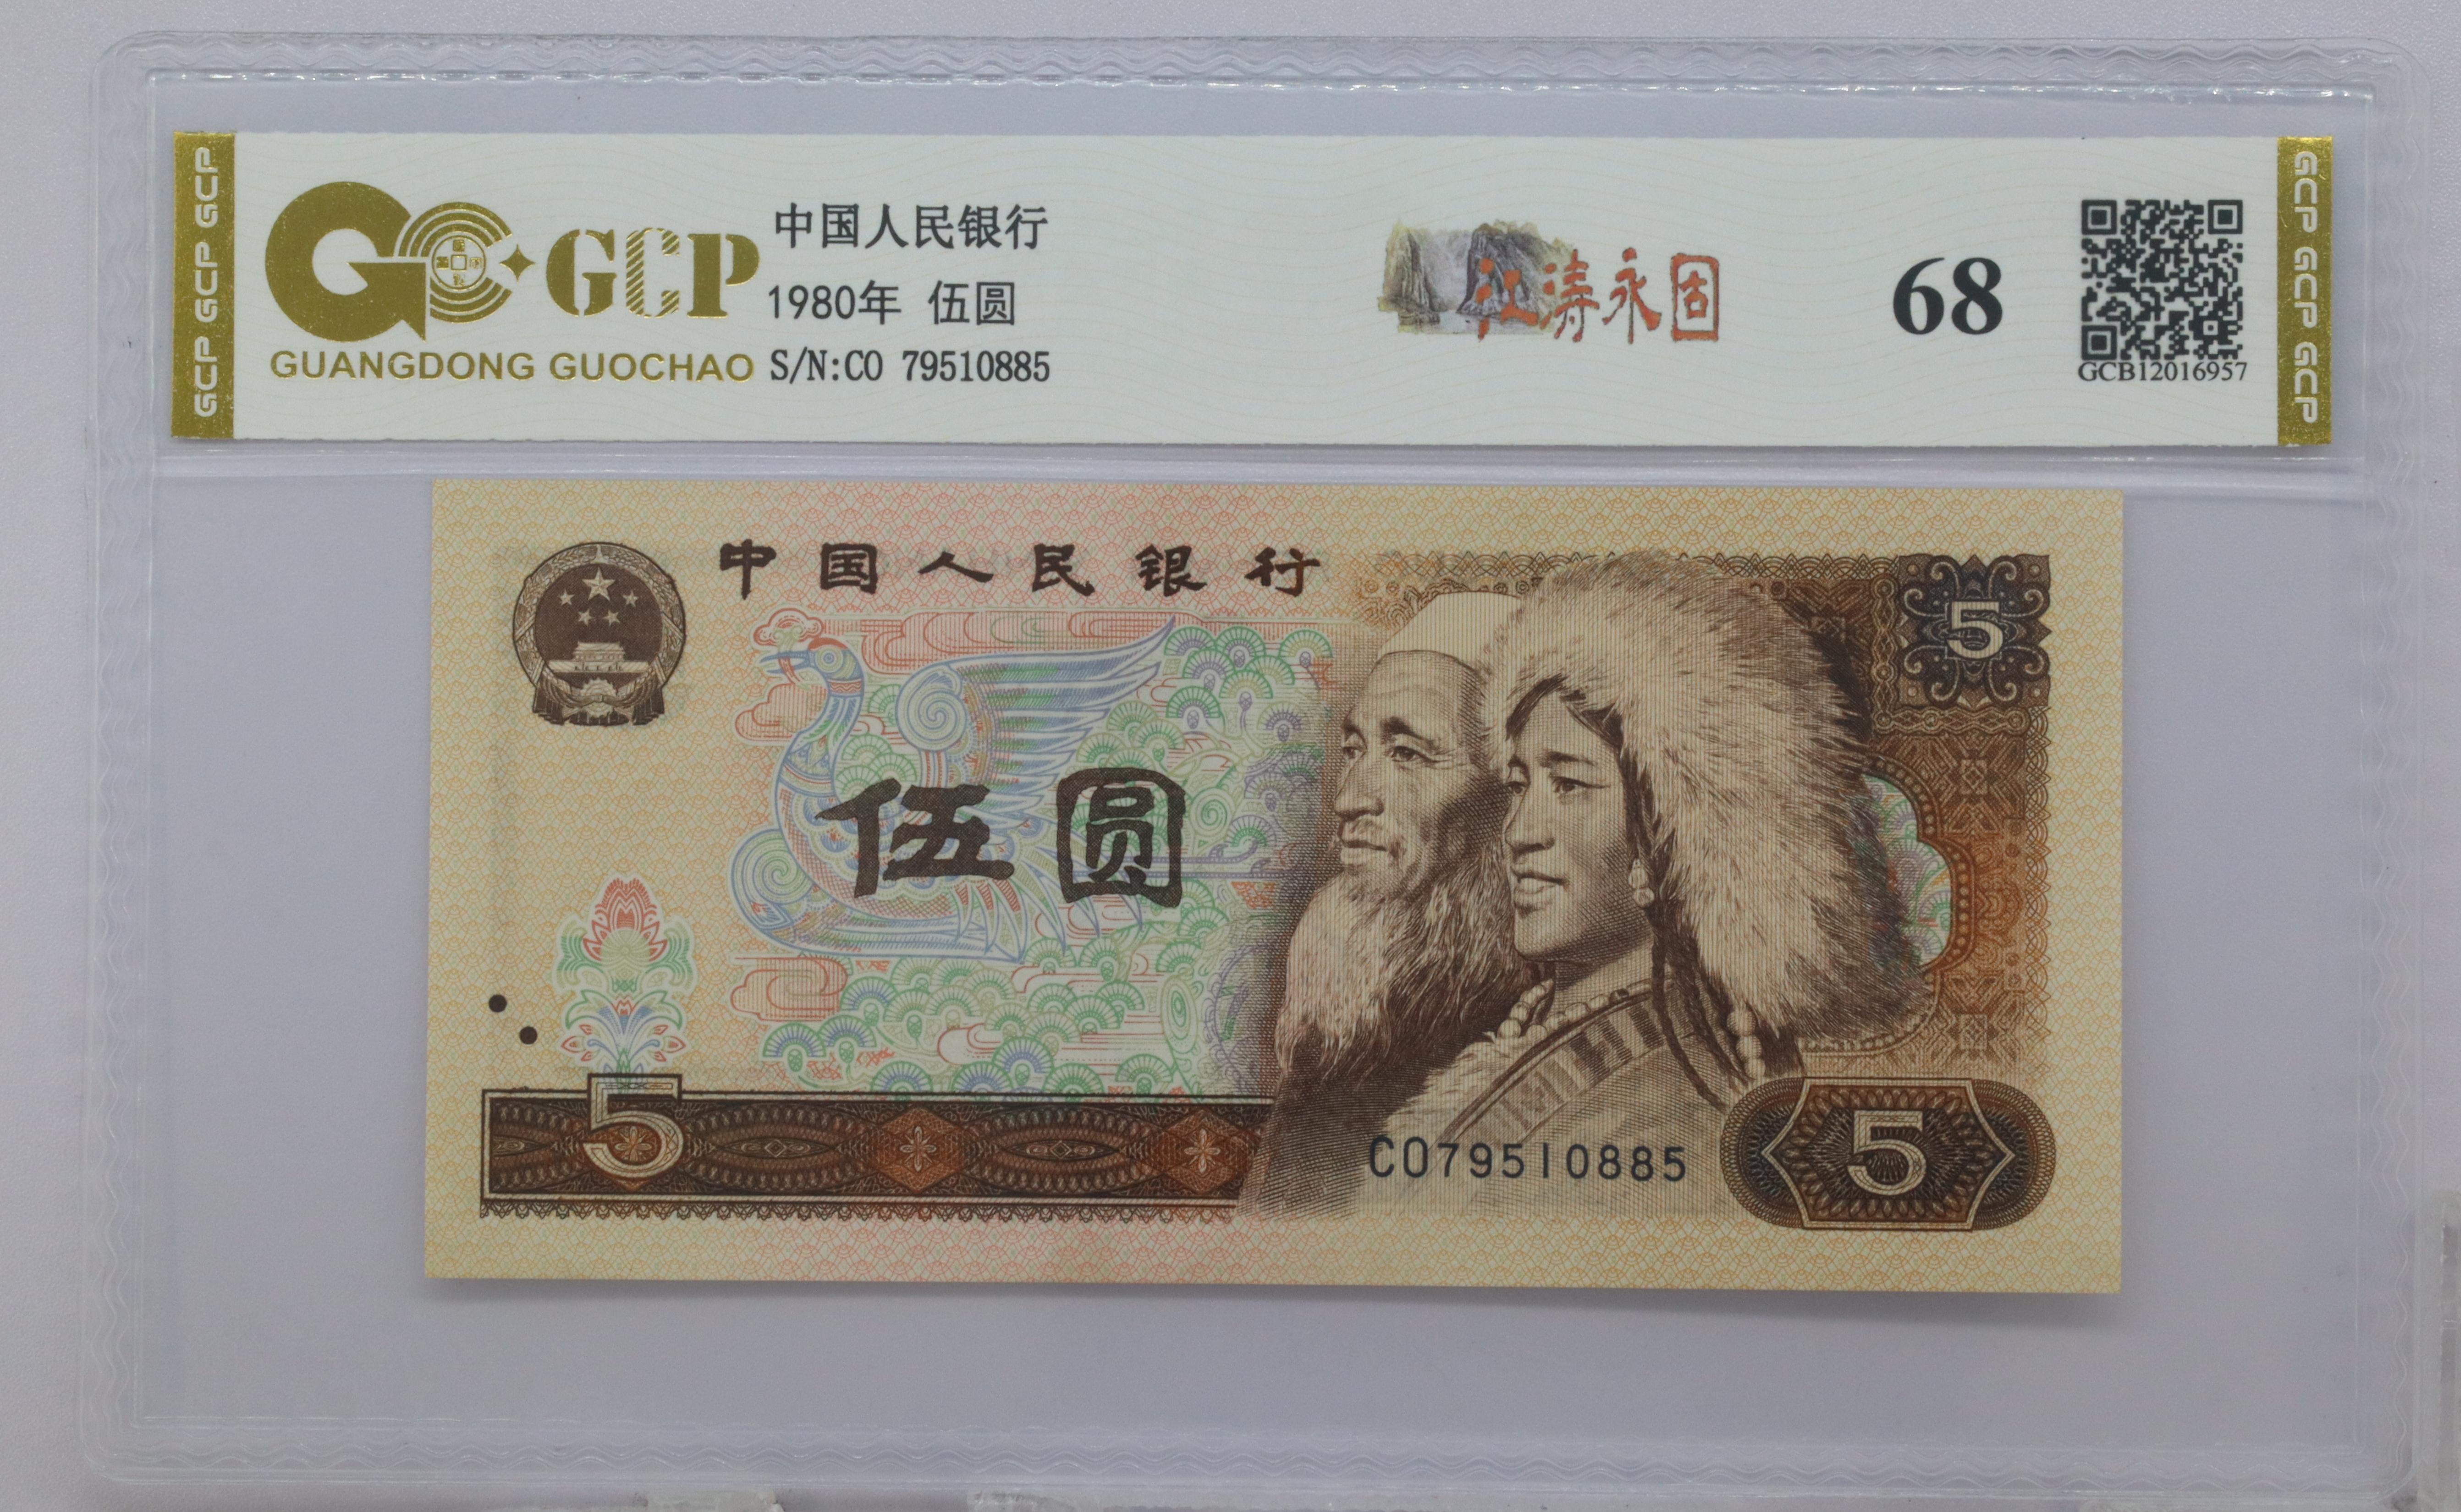 GCP GCP GCP
GCP
GUANGDONG GUOCHAO
中国人民银行
1980年 伍圆
S/N:CO 79510885
江涛永固
68
GCB12016957
GCP GCP GCP
中国人民银行
5
伍圆
5
CO79510885
5